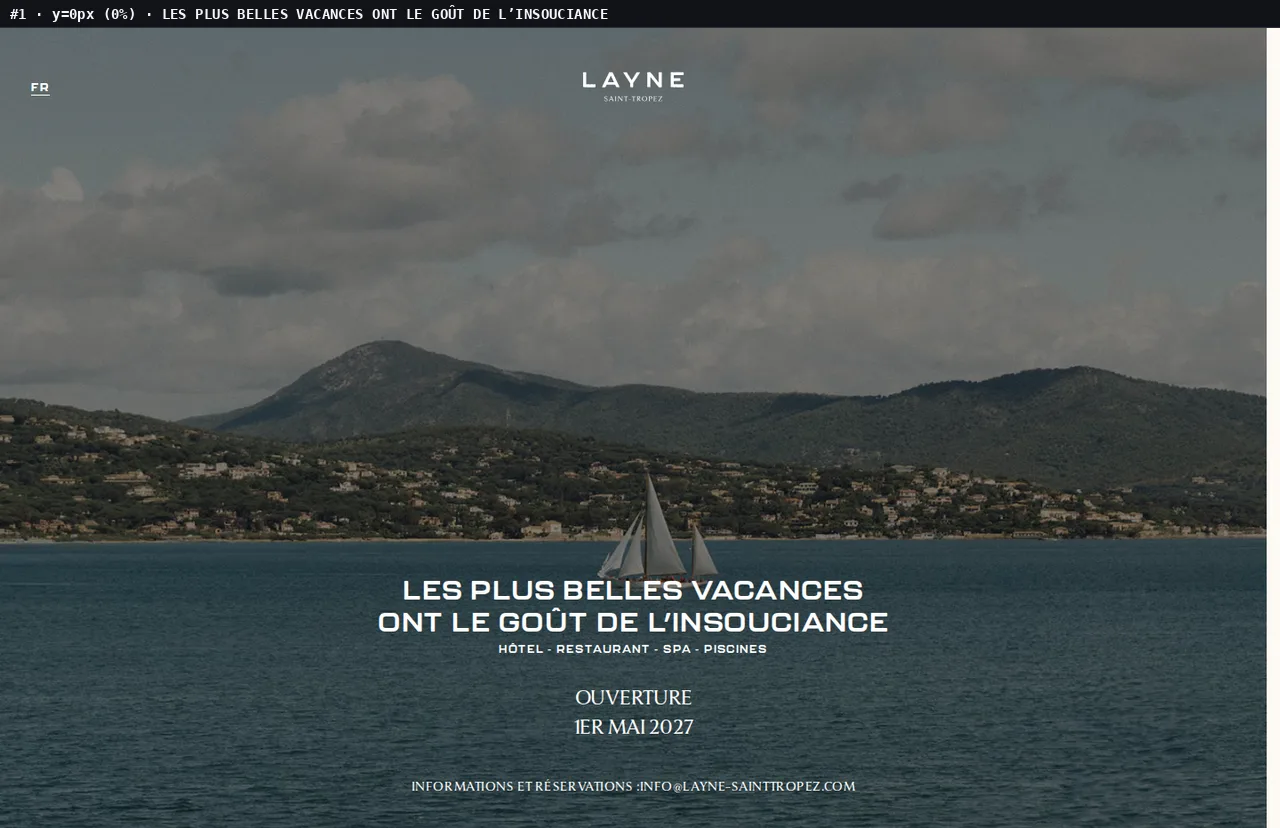 #1 · y=0px (0%) · LES PLUS BELLES VACANCES ONT LE GOÛT DE L’INSOUCIANCE
FR
LAYNE
SAINT-TROPEZ
LES PLUS BELLES VACANCES
ONT LE GOÛT DE L’INSOUCIANCE
HÔTEL - RESTAURANT - SPA - PISCINES
OUVERTURE
1ER MAI 2027
INFORMATIONS ET RÉSERVATIONS :INFO@LAYNE-SAINTTROPEZ.COM